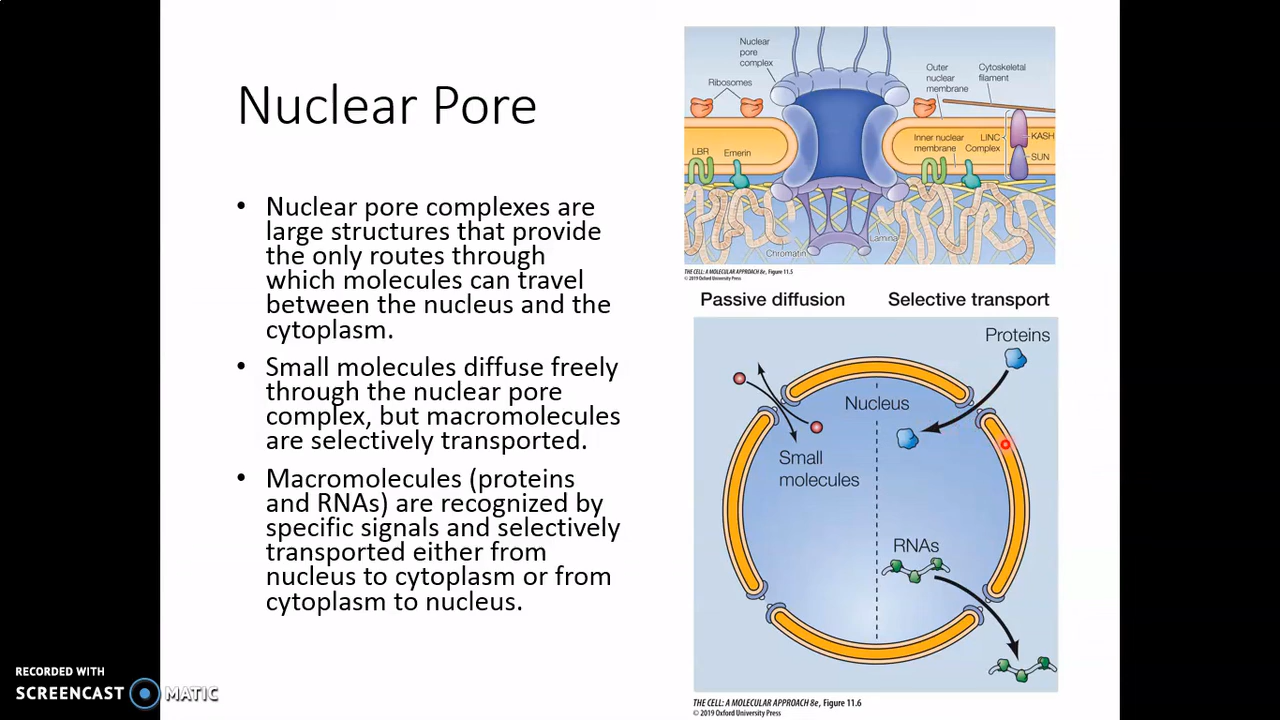 Nuclear Pore
• Nuclear pore complexes are
large structures that provide
the only routes through
which molecules can travel
between the nucleus and the
cytoplasm.
• Small molecules diffuse freely
through the nuclear pore
complex, but macromolecules
are selectively transported.
• Macromolecules (proteins
and RNAs) are recognized by
specific signals and selectively
transported either from
nucleus to cytoplasm or from
cytoplasm to nucleus.
Nuclear
pore
complex
Ribosomes
Outer
nuclear
membrane
Cytoskeletal
filament
LBR
Emerin
Inner nuclear
membrane
LINC
Complex
KASH
SUN
Chromatin
Lamina
THE CELL: A MOLECULAR APPROACH 8e, Figure 11.5
© 2019 Oxford University Press
Passive diffusion
Selective transport
Proteins
Nucleus
Small
molecules
RNAs
THE CELL: A MOLECULAR APPROACH 8e, Figure 11.6
© 2019 Oxford University Press
RECORDED WITH
SCREENCAST MATIC